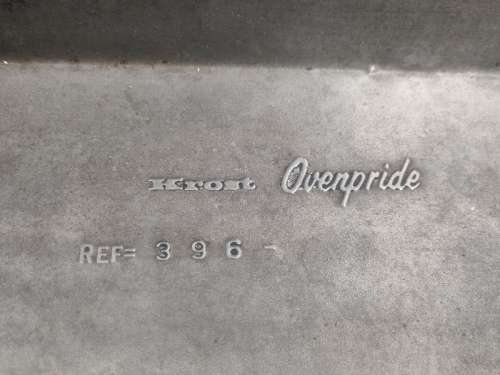 Krost Ovenpride
REF= 396